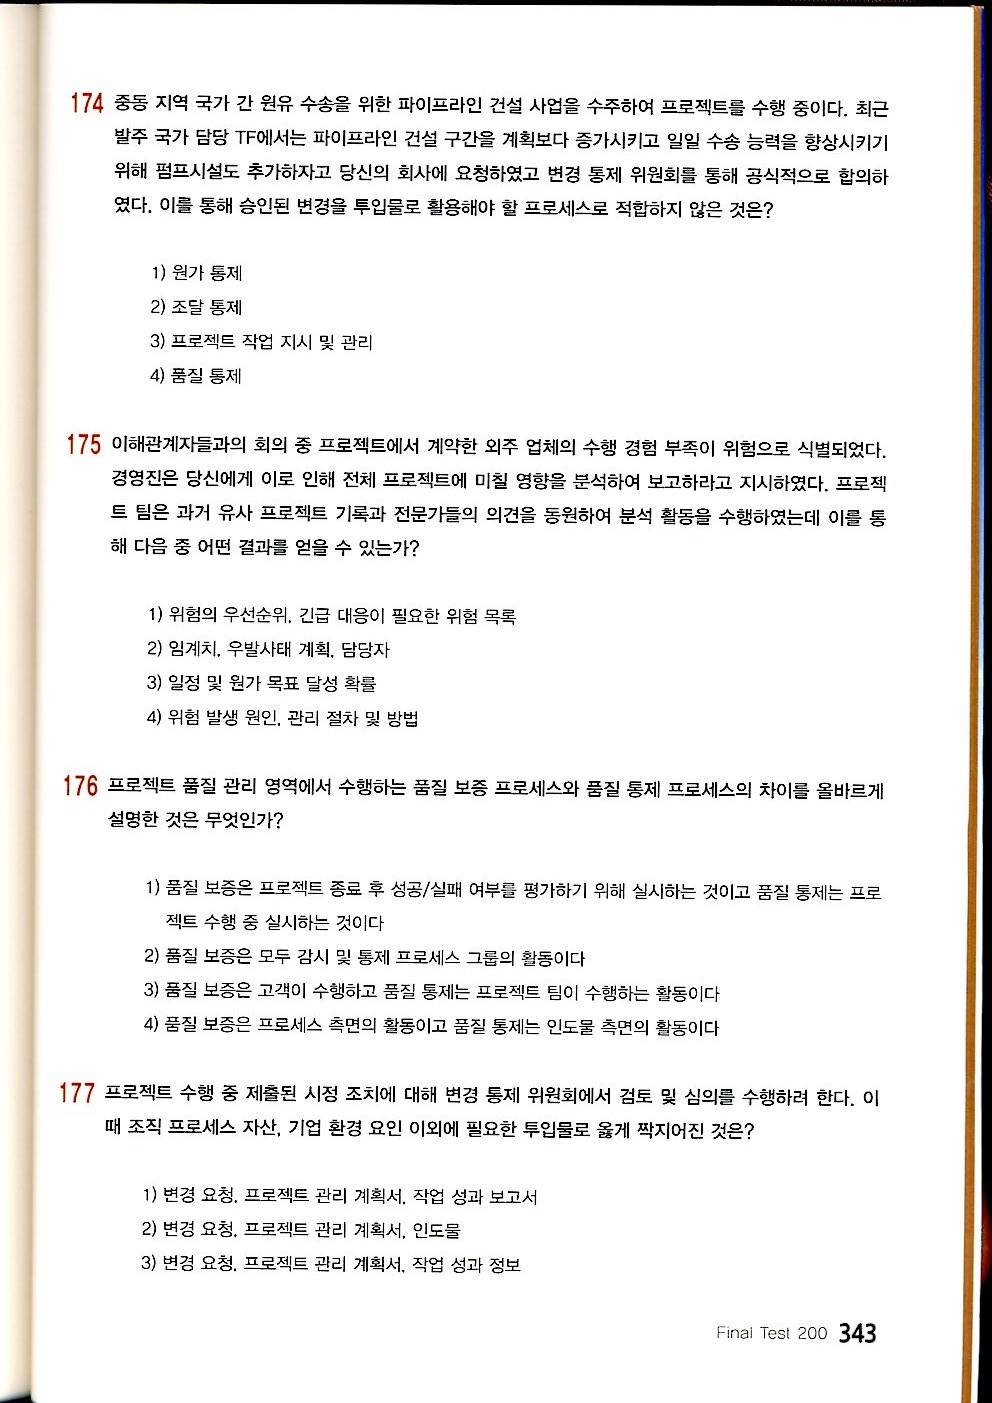 174 중동 지역 국가 간 원유 수송을 위한 파이프라인 건설 사업을 수주하여 프로젝트를 수행 중이다. 최근
발주 국가 담당 TF에서는 파이프라인 건설 구간을 계획보다 증가시키고 일일 수송 능력을 향상시키기
위해 펌프시설도 추가하자고 당신의 회사에 요청하였고 변경 통제 위원회를 통해 공식적으로 합의하
였다. 이를 통해 승인된 변경을 투입물로 활용해야 할 프로세스로 적합하지 않은 것은?
1) 원가 통제
2) 조달 통제
3) 프로젝트 작업 지시 및 관리
4) 품질 통제
175 이해관계자들과의 회의 중 프로젝트에서 계약한 외주 업체의 수행 경험 부족이 위험으로 식별되었다.
경영진은 당신에게 이로 인해 전체 프로젝트에 미칠 영향을 분석하여 보고하라고 지시하였다. 프로젝
트 팀은 과거 유사 프로젝트 기록과 전문가들의 의견을 동원하여 분석 활동을 수행하였는데 이를 통
해 다음 중 어떤 결과를 얻을 수 있는가?
1) 위험의 우선순위, 긴급 대응이 필요한 위험 목록
2) 임계치, 우발사태 계획, 담당자
3) 일정 및 원가 목표 달성 확률
4) 위험 발생 원인, 관리 절차 및 방법
176 프로젝트 품질 관리 영역에서 수행하는 품질 보증 프로세스와 품질 통제 프로세스의 차이를 올바르게
설명한 것은 무엇인가?
1) 품질 보증은 프로젝트 종료 후 성공/실패 여부를 평가하기 위해 실시하는 것이고 품질 통제는 프로
젝트 수행 중 실시하는 것이다
2) 품질 보증은 모두 감시 및 통제 프로세스 그룹의 활동이다
3) 품질 보증은 고객이 수행하고 품질 통제는 프로젝트 팀이 수행하는 활동이다
4) 품질 보증은 프로세스 측면의 활동이고 품질 통제는 인도물 측면의 활동이다
177 프로젝트 수행 중 제출된 시정 조치에 대해 변경 통제 위원회에서 검토 및 심의를 수행하려 한다. 이
때 조직 프로세스 자산, 기업 환경 요인 이외에 필요한 투입물로 옳게 짝지어진 것은?
1) 변경 요청, 프로젝트 관리 계획서, 작업 성과 보고서
2) 변경 요청, 프로젝트 관리 계획서, 인도물
3) 변경 요청, 프로젝트 관리 계획서, 작업 성과 정보
Final Test 200 343